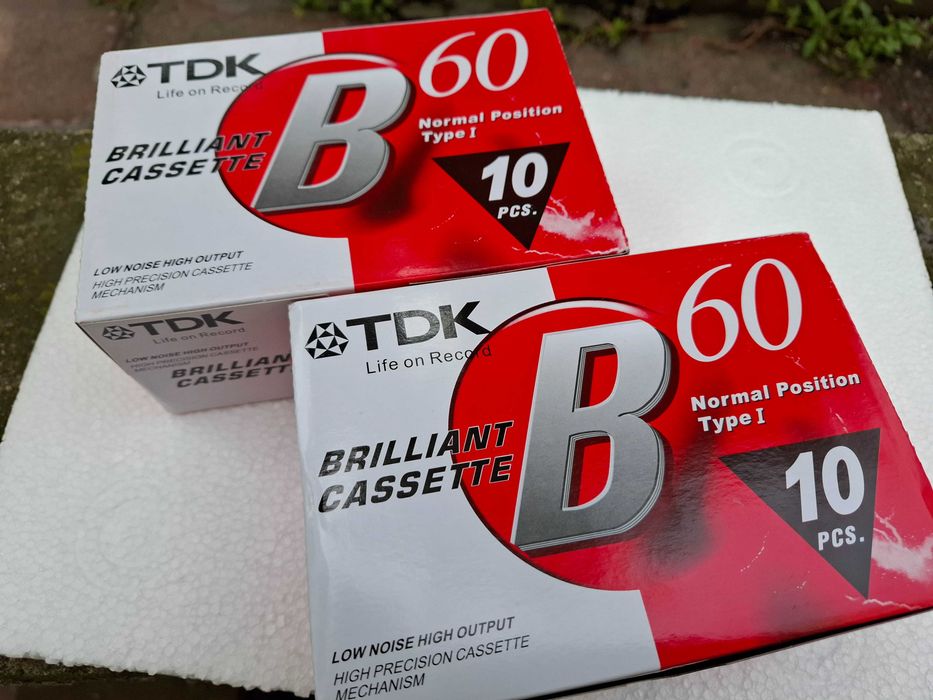 TDK
Life on Record
BRILLIANT
CASSETTE
B
60
Normal Position
Type I
10
PCS.
LOW NOISE HIGH OUTPUT
HIGH PRECISION CASSETTE
MECHANISM
TDK
Life on Record
LOW NOISE HIGH OUTPUT
HIGH PRECISION CASSETTE
MECHANISM
BRILLIANT
CASSETT
TDK
Life on Record
BRILLIANT
CASSETTE
B
60
Normal Position
Type I
10
PCS.
LOW NOISE HIGH OUTPUT
HIGH PRECISION CASSETTE
MECHANISM